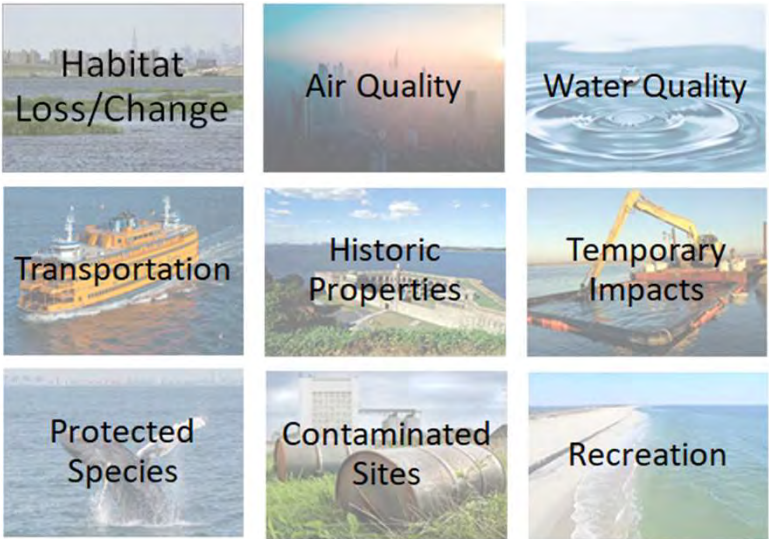 Habitat
Loss/Change
Air Quality
Water Quality
Transportation
Historic
Properties
Temporary
Impacts
Protected
Species
Contaminated
Sites
Recreation